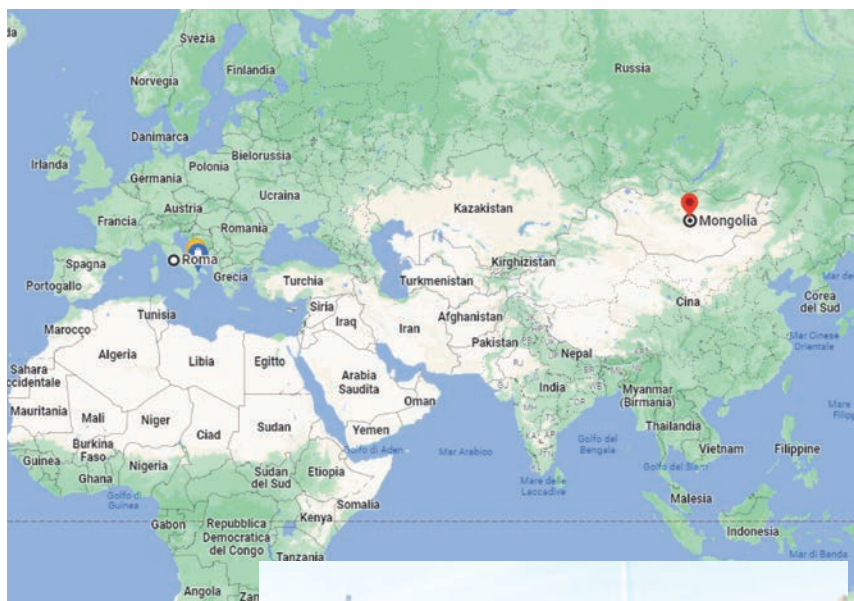 Svezia
Russia
Norvegia
Finlandia
Danimarca
Irlanda
Bielorussia
Polonia
Germania
Ucraina
Austria
Kazakistan
Francia
Romania
Mongolia
Roma
Spagna
Kirghizistan
Portogallo
Grecia
Turchia
Turkmenistan
Cina
Corea
del Sud
Tunisia
Siria
Afghanistan
Marocco
Iraq
Iran
Mar Cinese
Orientale
Pakistan
Algeria
Libia
Egitto
Nepal
Sahara
ccidentale
Arabia
Saudita
India
Myanmar
(Birmania)
Oman
Mauritania
Mali
Niger
Thailandia
Sudan
Ciad
Yemen
Golfo del
Bengala
Burkina
Faso
Golfo di Aden
Mar Arabico
Vietnam
Filippine
Guinea
Nigeria
Etiopia
Golfo del Siam
Ghana
Sudan
del Sud
Mare delle
Laccadive
Golfo di
Guinea
Somalia
Malesia
Kenya
Gabon
Repubblica
Democratica
del Congo
Indonesia
Tanzania
Mar di Banda
Angola